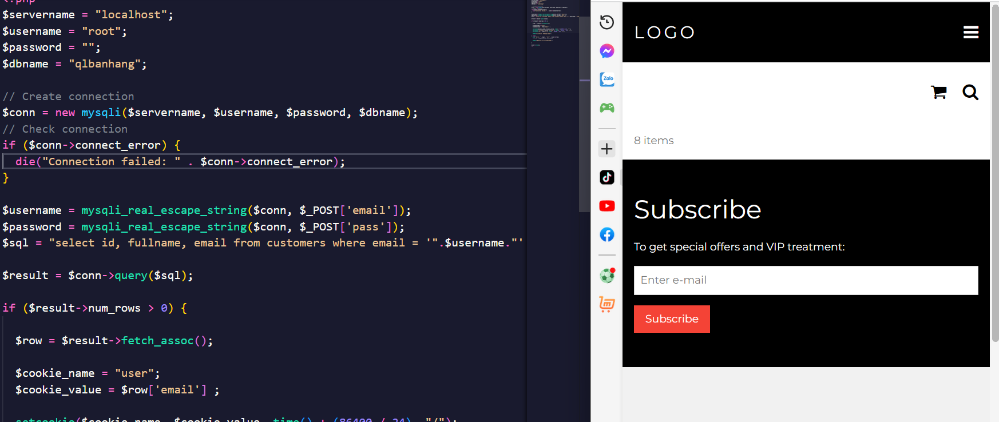 <?php
$servername = "localhost";
$username = "root";
$password = "";
$dbname = "qlbanhang";
// Create connection
$conn = new mysqli($servername, $username, $password, $dbname);
// Check connection
if ($conn->connect_error) {
die("Connection failed: " . $conn->connect_error);
}
$username = mysqli_real_escape_string($conn, $_POST['email']);
$password = mysqli_real_escape_string($conn, $_POST['pass']);
$sql = "select id, fullname, email from customers where email = '".$username."'
$result = $conn->query($sql);
if ($result->num_rows > 0) {
$row = $result->fetch_assoc();
$cookie_name = "user";
$cookie_value = $row['email'] ;
setcookie($cookie_name, $cookie_value, time() + (86400 / 24), "/");
Zalo
LOGO
8 items
Subscribe
To get special offers and VIP treatment:
Enter e-mail
Subscribe